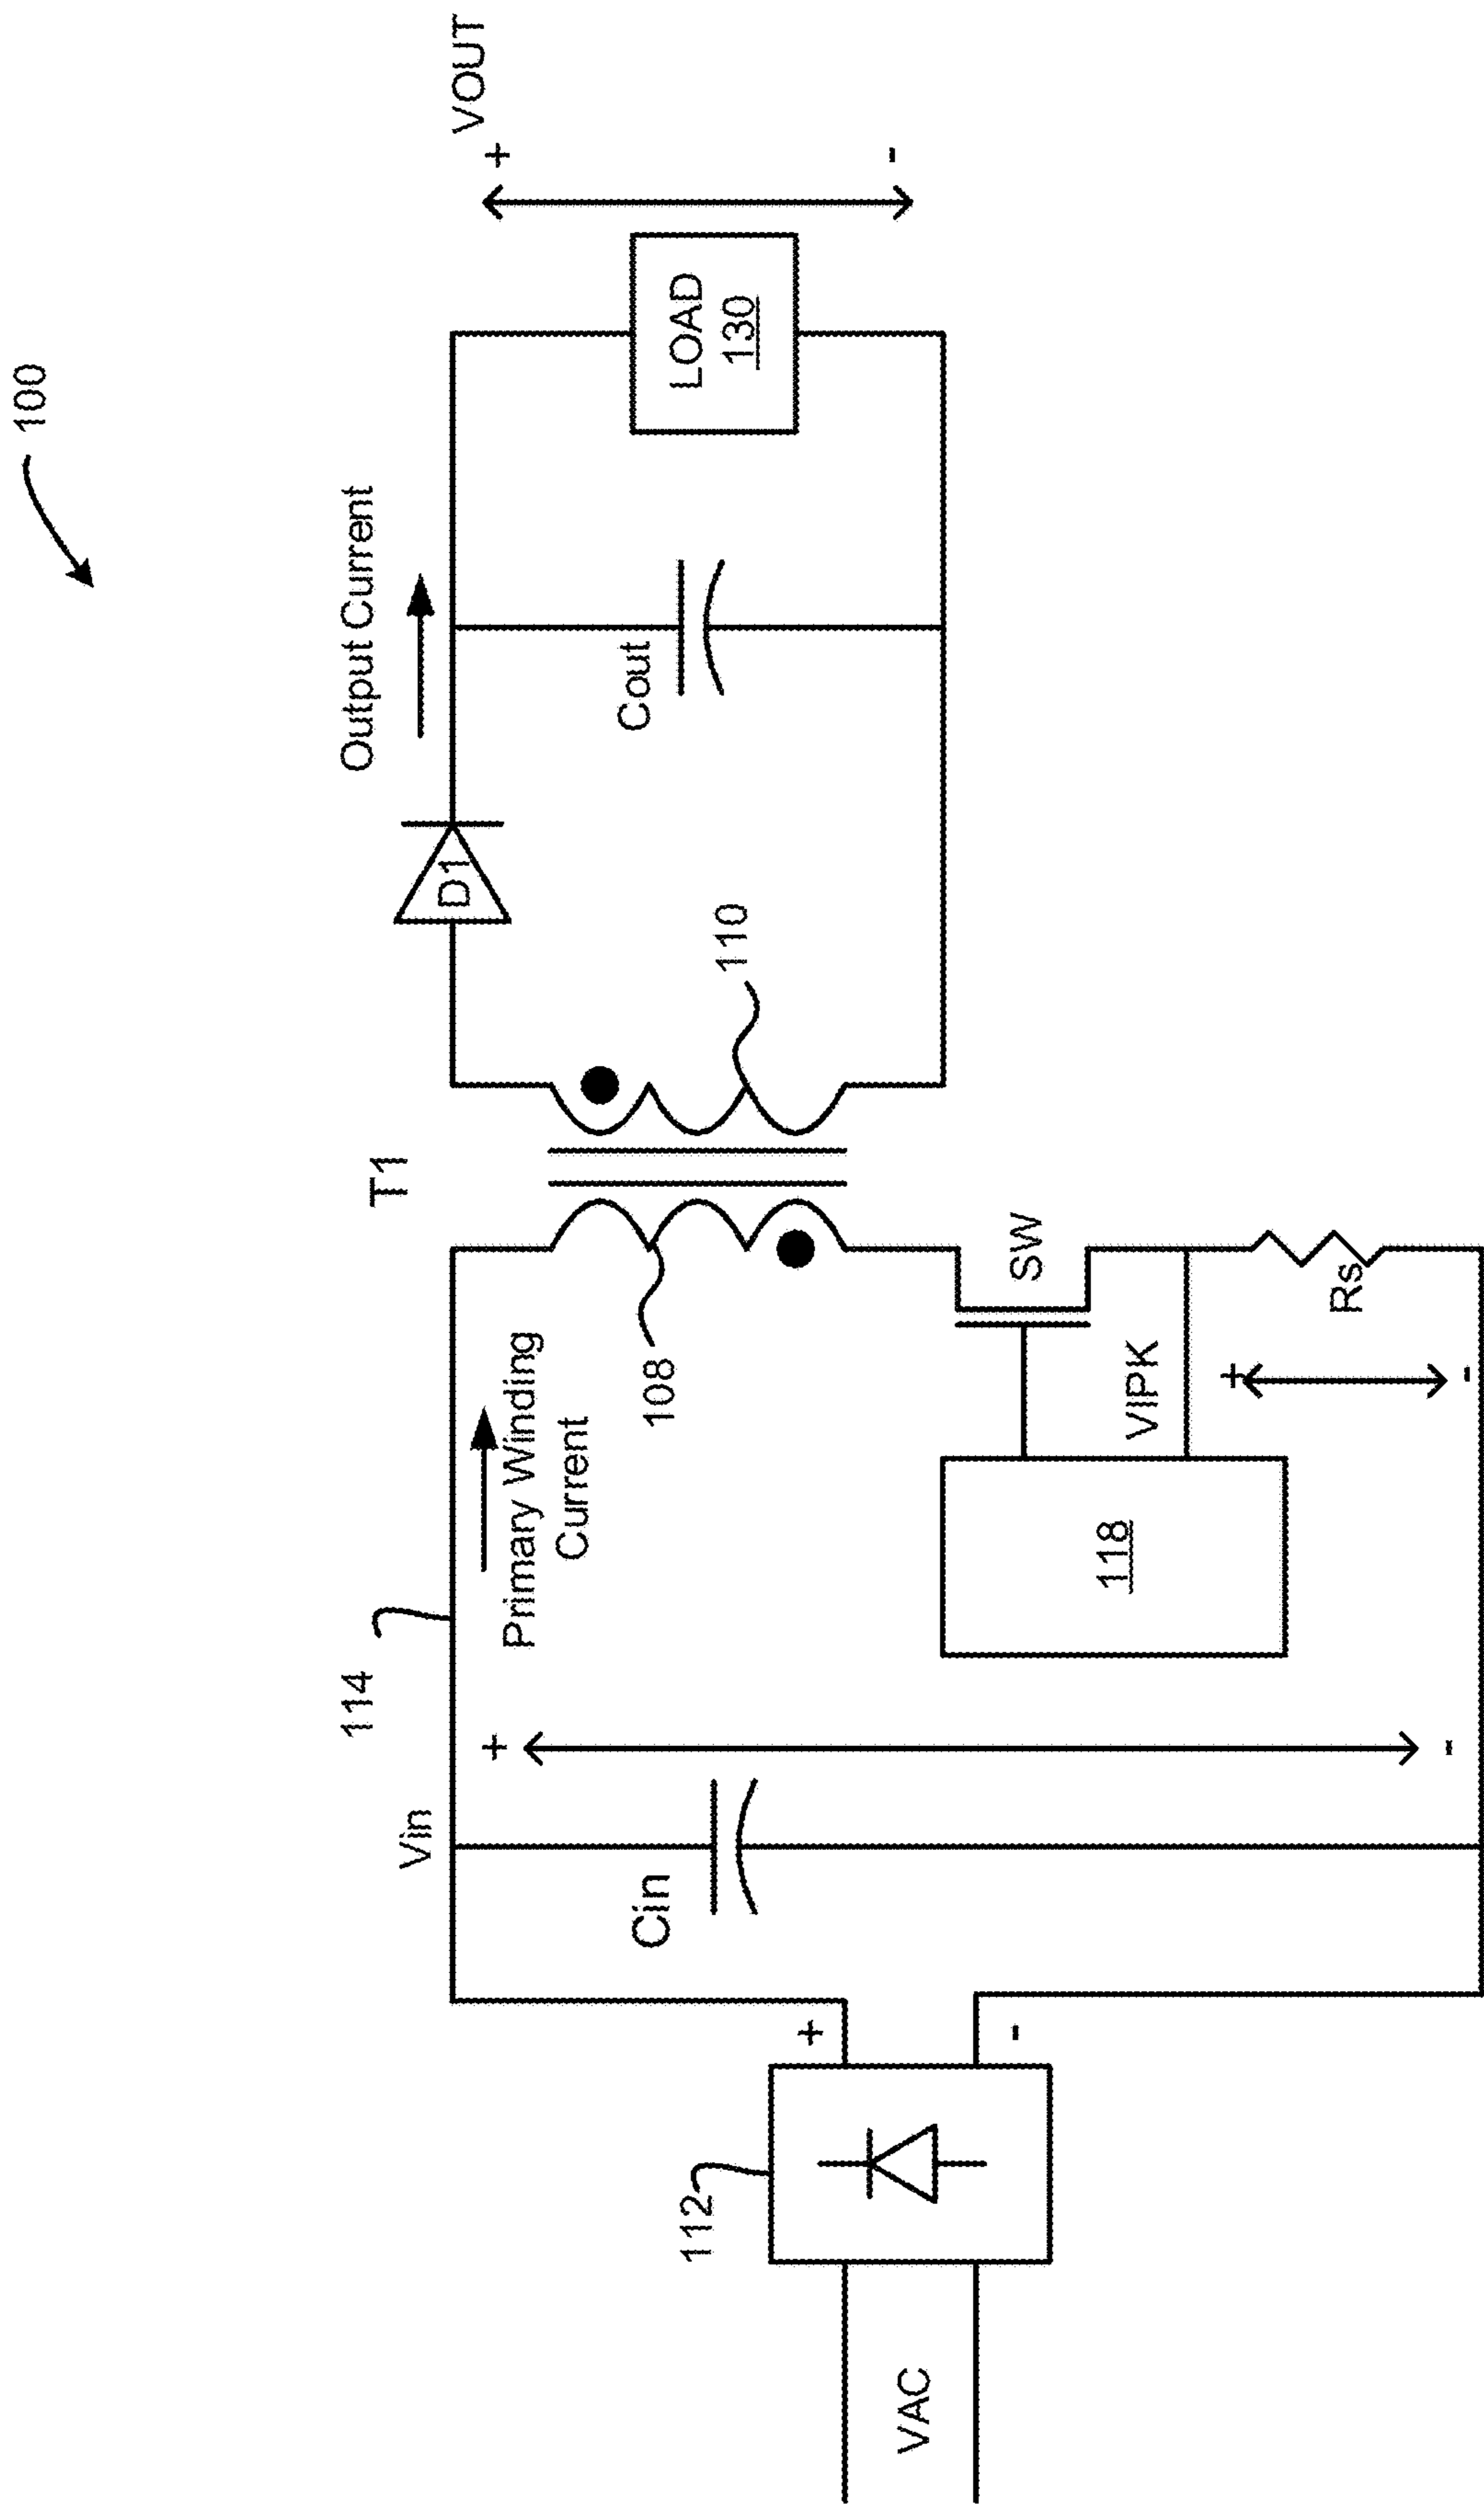 100
Output Current
VOUT
+
-
LOAD
130
Cout
D1
110
T1
108
114
Primary Winding
Current
Vin
+
-
Cin
SW
VIPK
118
Rs
+
-
112
+
-
VAC